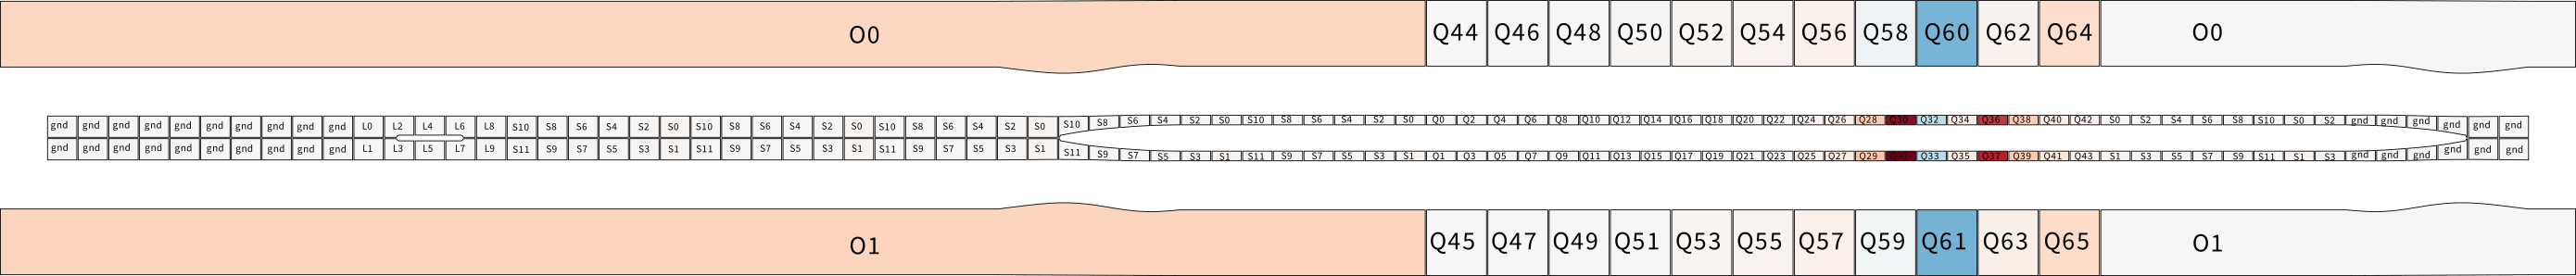 O0 Q44 Q46 Q48 Q50 Q52 Q54 Q56 Q58 Q60 Q62 Q64 O0
gnd gnd gnd gnd gnd gnd gnd gnd gnd gnd L0 L2 L4 L6 L8 S10 S8 S6 S4 S2 S0 S10 S8 S6 S4 S2 S0 S10 S8 S6 S4 S2 S0 S10 S8 S6 S4 S2 S0 S10 S8 S6 S4 S2 S0 Q0 Q2 Q4 Q6 Q8 Q10 Q12 Q14 Q16 Q18 Q20 Q22 Q24 Q26 Q28 Q30 Q32 Q34 Q36 Q38 Q40 Q42 S0 S2 S4 S6 S8 S10 S0 S2 gnd gnd gnd gnd gnd gnd
gnd gnd gnd gnd gnd gnd gnd gnd gnd gnd L1 L3 L5 L7 L9 S11 S9 S7 S5 S3 S1 S11 S9 S7 S5 S3 S1 S11 S9 S7 S5 S3 S1 S11 S9 S7 S5 S3 S1 S11 S9 S7 S5 S3 S1 Q1 Q3 Q5 Q7 Q9 Q11 Q13 Q15 Q17 Q19 Q21 Q23 Q25 Q27 Q29 Q31 Q33 Q35 Q37 Q39 Q41 Q43 S1 S3 S5 S7 S9 S11 S1 S3 gnd gnd gnd gnd gnd gnd
O1 Q45 Q47 Q49 Q51 Q53 Q55 Q57 Q59 Q61 Q63 Q65 O1